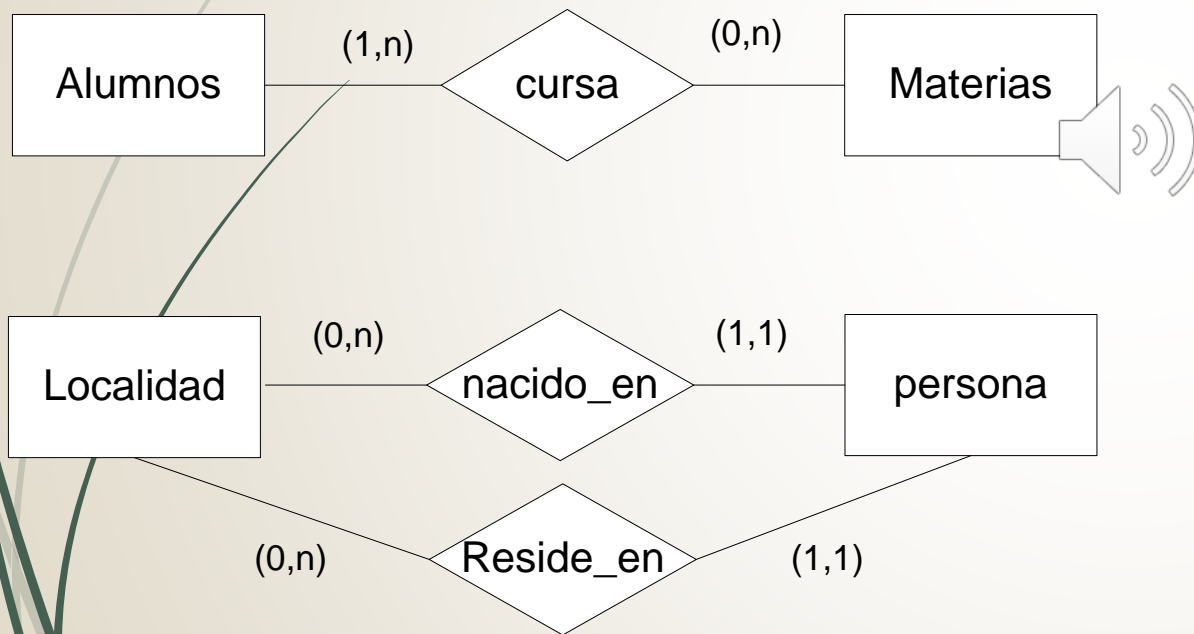 Alumnos
(1,n)
cursa
(0,n)
Materias
Localidad
(0,n)
nacido_en
(1,1)
persona
(0,n)
Reside_en
(1,1)